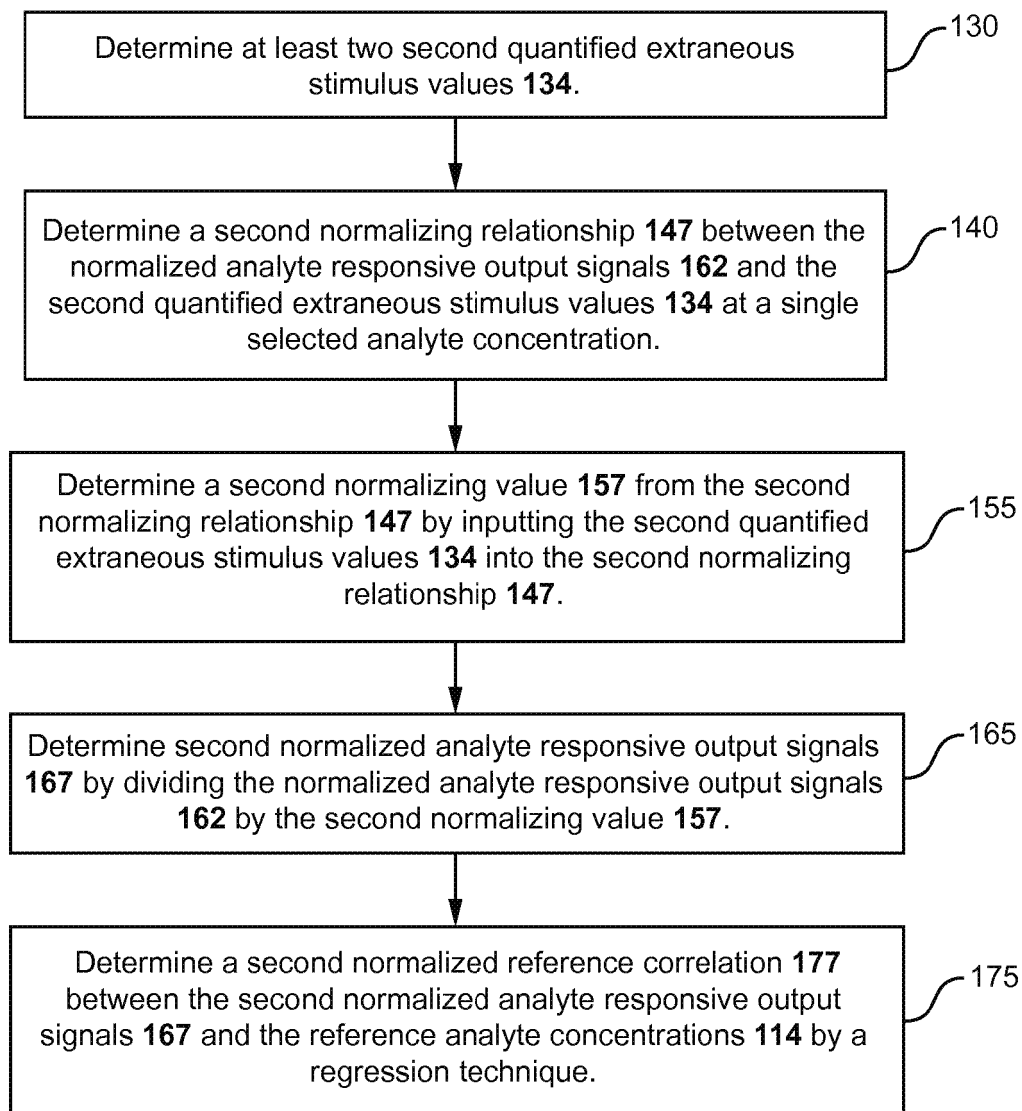 130
Determine at least two second quantified extraneous
stimulus values 134.
140
Determine a second normalizing relationship 147 between the
normalized analyte responsive output signals 162 and the
second quantified extraneous stimulus values 134 at a single
selected analyte concentration.
155
Determine a second normalizing value 157 from the second
normalizing relationship 147 by inputting the second quantified
extraneous stimulus values 134 into the second normalizing
relationship 147.
165
Determine second normalized analyte responsive output signals
167 by dividing the normalized analyte responsive output signals
162 by the second normalizing value 157.
175
Determine a second normalized reference correlation 177
between the second normalized analyte responsive output
signals 167 and the reference analyte concentrations 114 by a
regression technique.